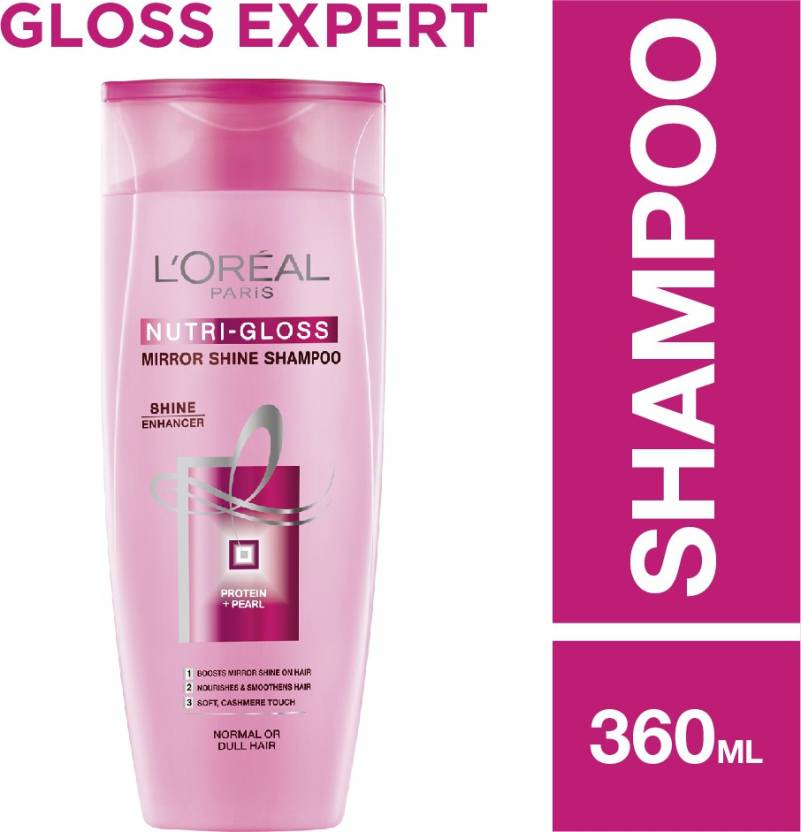 GLOSS EXPERT
L'ORÉAL
PARiS
NUTRI-GLOSS
MIRROR SHINE SHAMPOO
SHINE
ENHANCER
PROTEIN
+ PEARL
1 BOOSTS MIRROR SHINE ON HAIR
2 NOURISHES & SMOOTHENS HAIR
3 SOFT, CASHMERE TOUCH
NORMAL OR
DULL HAIR
SHAMPOO
360ML